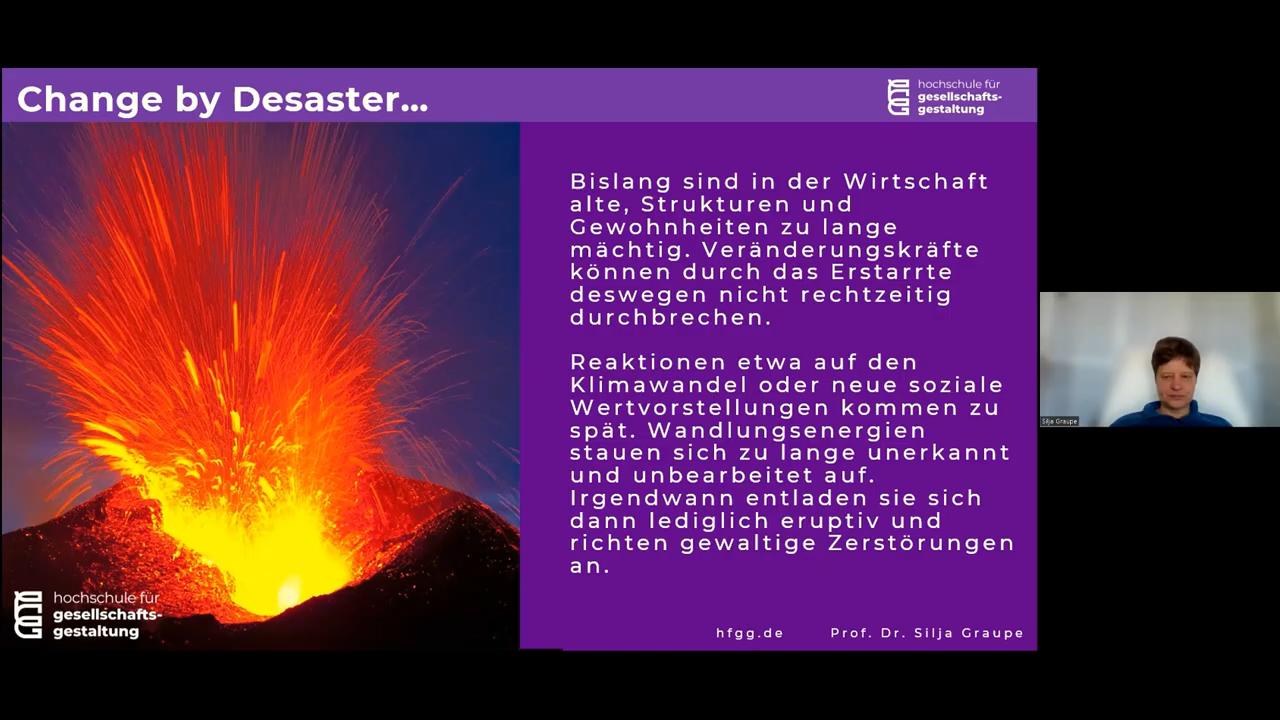 Change by Desaster...
hochschule für
gesellschafts-
gestaltung
Bislang sind in der Wirtschaft
alte, Strukturen und
Gewohnheiten zu lange
mächtig. Veränderungskräfte
können durch das Erstarrte
deswegen nicht rechtzeitig
durchbrechen.
Reaktionen etwa auf den
Klimawandel oder neue soziale
Wertvorstellungen kommen zu
spät. Wandlungsenergien
stauen sich zu lange unerkannt
und unbearbeitet auf.
Irgendwann entladen sie sich
dann lediglich eruptiv und
richten gewaltige Zerstörungen
an.
hochschule für
gesellschafts-
gestaltung
hfgg.de Prof. Dr. Silja Graupe
Silja Graupe